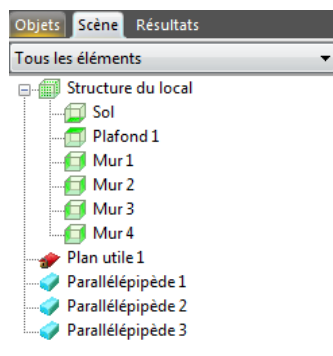 Objets Scène Résultats
Tous les éléments
Structure du local
Sol
Plafond 1
Mur 1
Mur 2
Mur 3
Mur 4
Plan utile 1
Parallélépipède 1
Parallélépipède 2
Parallélépipède 3